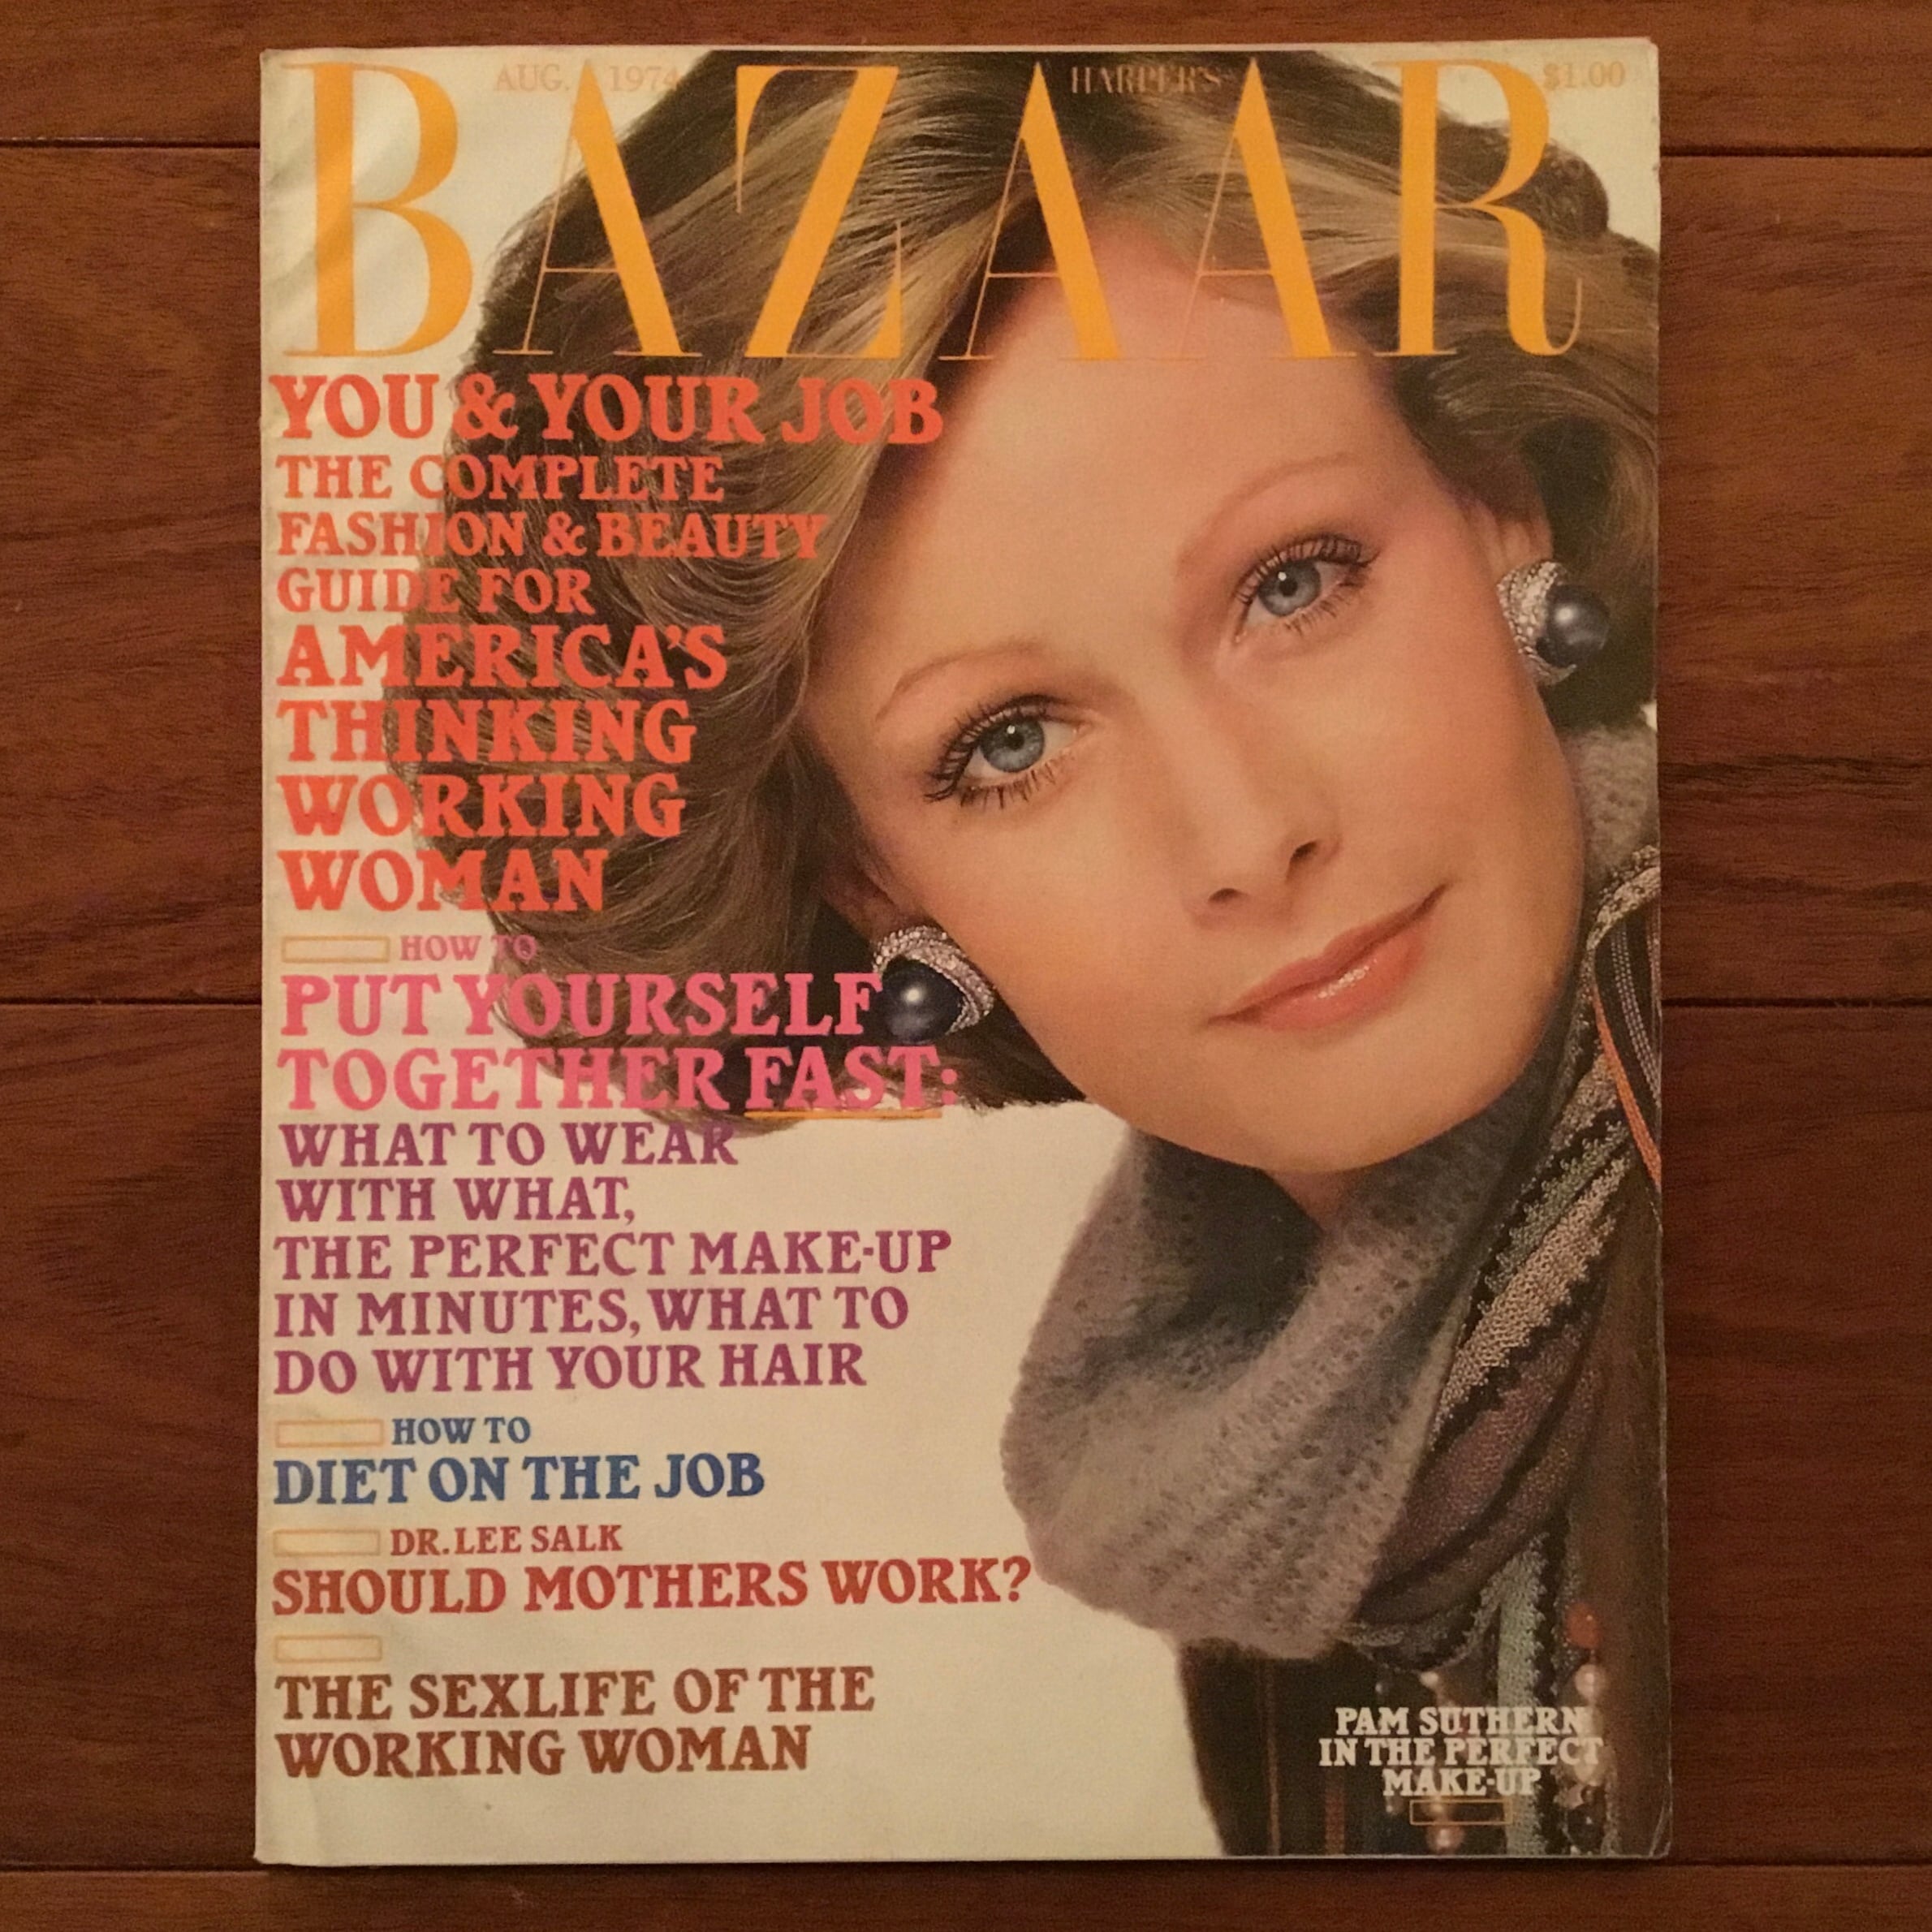 AUG. 1974 HARPER'S $1.00
BAZAAR
YOU & YOUR JOB
THE COMPLETE
FASHION & BEAUTY
GUIDE FOR
AMERICA'S
THINKING
WORKING
WOMAN
HOW TO
PUT YOURSELF
TOGETHER FAST:
WHAT TO WEAR
WITH WHAT,
THE PERFECT MAKE-UP
IN MINUTES, WHAT TO
DO WITH YOUR HAIR
HOW TO
DIET ON THE JOB
DR. LEE SALK
SHOULD MOTHERS WORK?
THE SEXLIFE OF THE
WORKING WOMAN
PAM SUTHERN
IN THE PERFECT
MAKE-UP